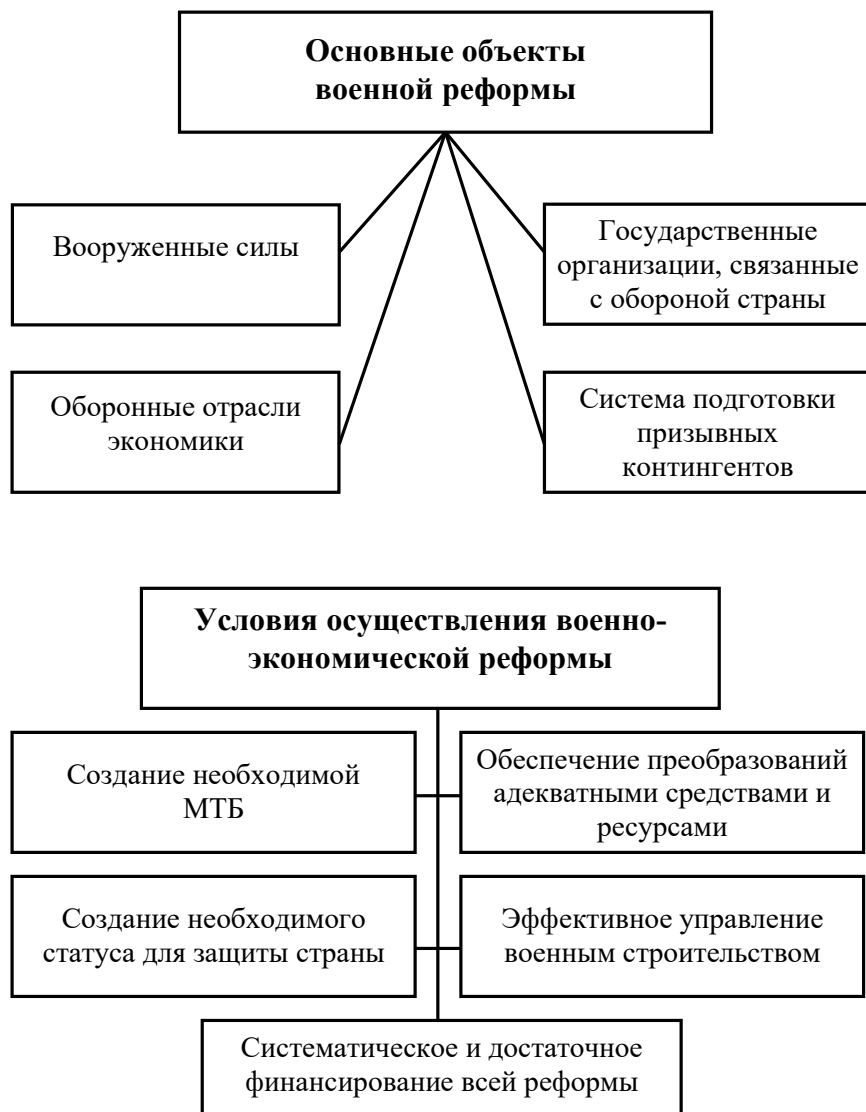 Основные объекты
военной реформы
Вооруженные силы
Государственные
организации, связанные
с обороной страны
Оборонные отрасли
экономики
Система подготовки
призывных
контингентов
Условия осуществления военно-
экономической реформы
Создание необходимой
МТБ
Обеспечение преобразований
адекватными средствами и
ресурсами
Создание необходимого
статуса для защиты страны
Эффективное управление
военным строительством
Систематическое и достаточное
финансирование всей реформы